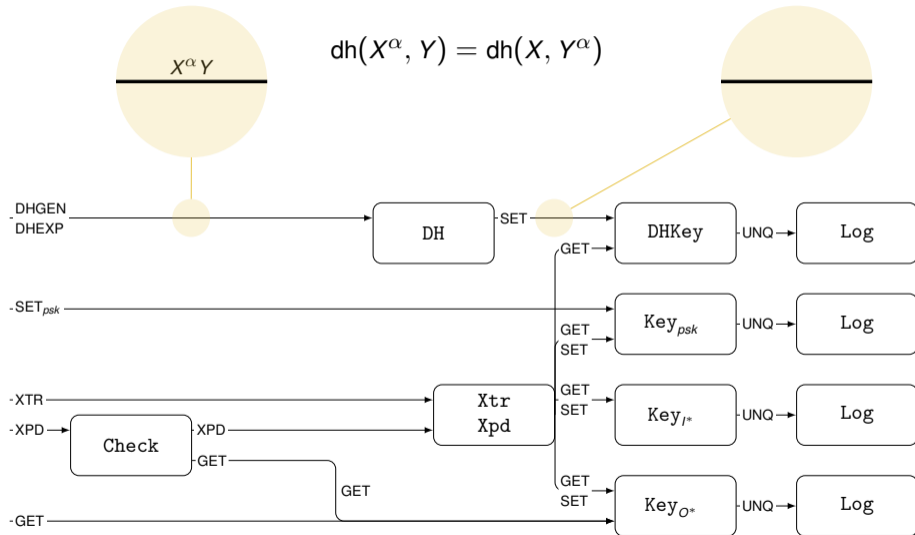 dh(X^α, Y) = dh(X, Y^α)
X^α Y
DHGEN
DHEXP
DH
SET
DHKey
UNQ
Log
GET
SET_psk
Key_psk
UNQ
Log
GET
SET
XTR
Xtr
Xpd
GET
SET
Key_I*
UNQ
Log
XPD
Check
XPD
GET
GET
GET
SET
Key_O*
UNQ
Log
GET